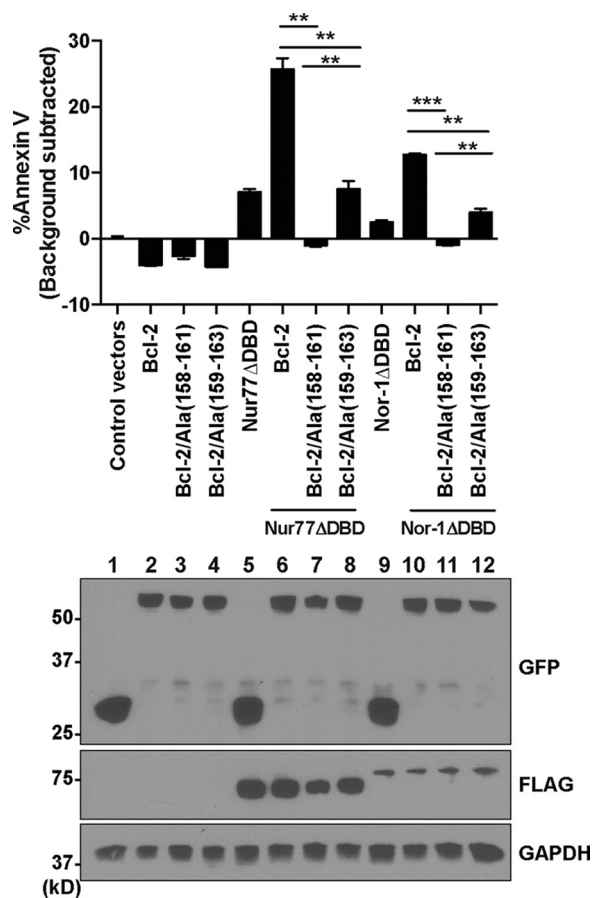 %Annexin V
(Background subtracted)
30
20
10
0
-10
**
**
**
***
**
**
Control vectors
Bcl-2
Bcl-2/Ala(158-161)
Bcl-2/Ala(159-163)
Nur77ΔDBD
Bcl-2
Bcl-2/Ala(158-161)
Bcl-2/Ala(159-163)
Nor-1ΔDBD
Bcl-2
Bcl-2/Ala(158-161)
Bcl-2/Ala(159-163)
Nur77ΔDBD
Nor-1ΔDBD
1 2 3 4 5 6 7 8 9 10 11 12
50
37
25
GFP
75
FLAG
37
GAPDH
(kD)